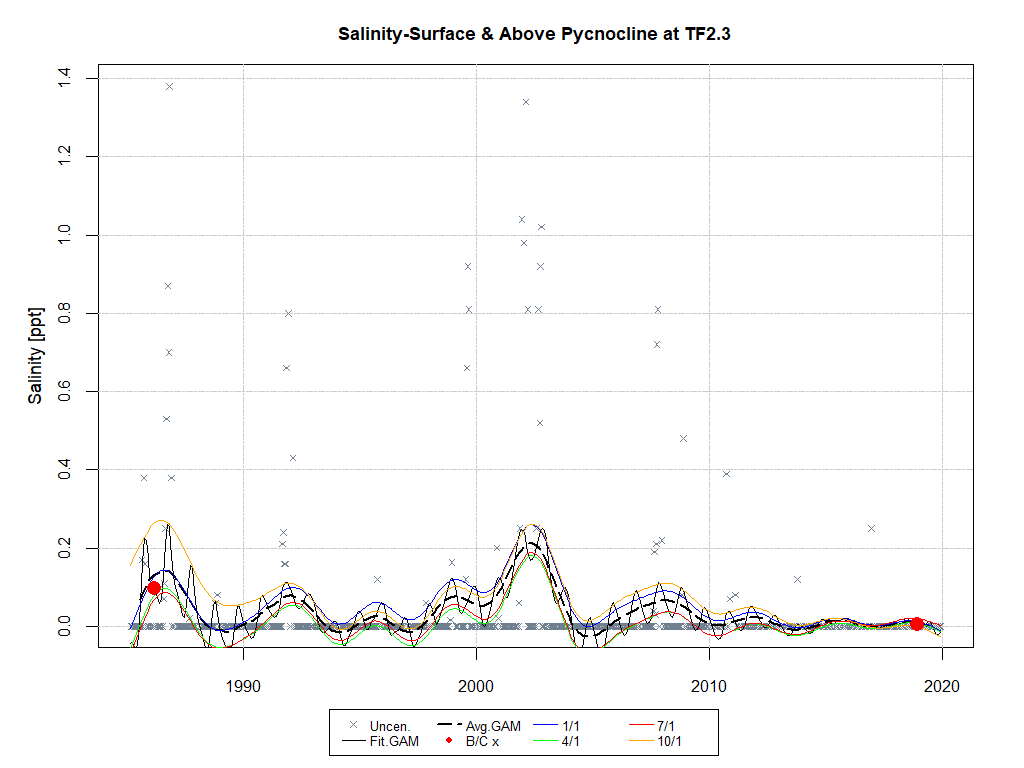 Salinity-Surface & Above Pycnocline at TF2.3
Salinity [ppt]
1.4
1.2
1.0
0.8
0.6
0.4
0.2
0.0
1990 2000 2010 2020
Uncen. Avg.GAM 1/1 7/1
Fit.GAM B/C x 4/1 10/1